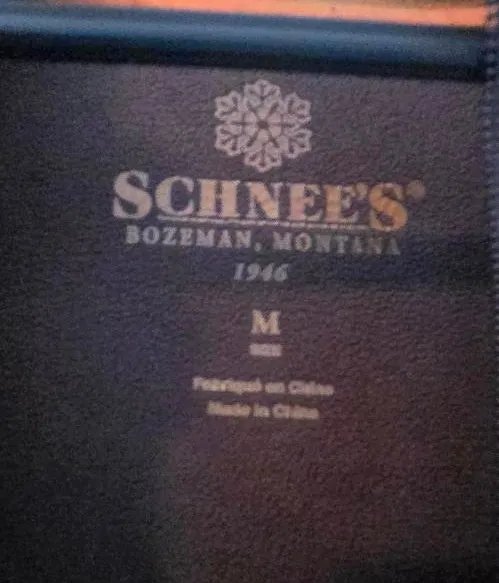 SCHNEE'S®
BOZEMAN, MONTANA
1946
M
Fabriqué en Chine
Made in China